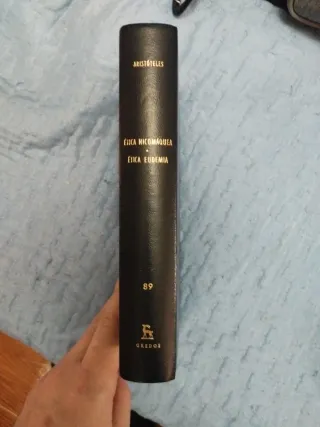 ARISTÓTELES
ÉTICA NICOMÁQUEA
ÉTICA EUDEMIA
89
GREDOS